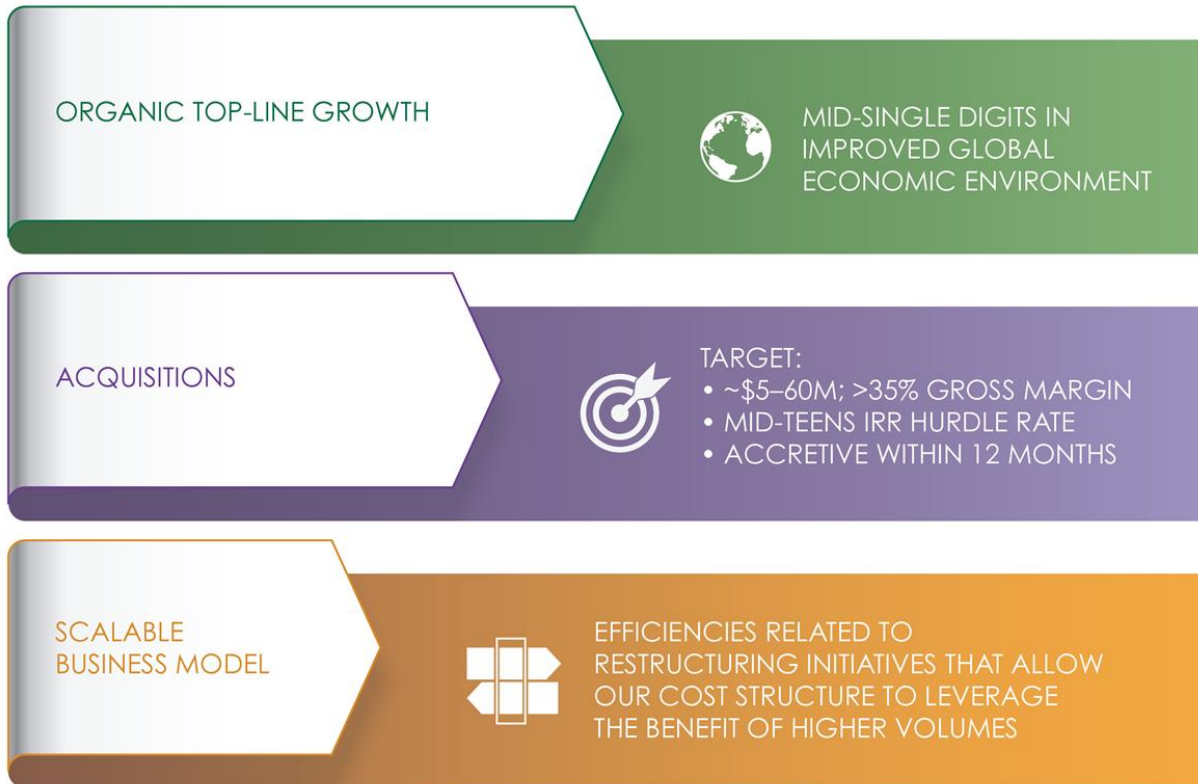 ORGANIC TOP-LINE GROWTH
MID-SINGLE DIGITS IN
IMPROVED GLOBAL
ECONOMIC ENVIRONMENT
ACQUISITIONS
TARGET:
• ~$5–60M; >35% GROSS MARGIN
• MID-TEENS IRR HURDLE RATE
• ACCRETIVE WITHIN 12 MONTHS
SCALABLE
BUSINESS MODEL
EFFICIENCIES RELATED TO
RESTRUCTURING INITIATIVES THAT ALLOW
OUR COST STRUCTURE TO LEVERAGE
THE BENEFIT OF HIGHER VOLUMES